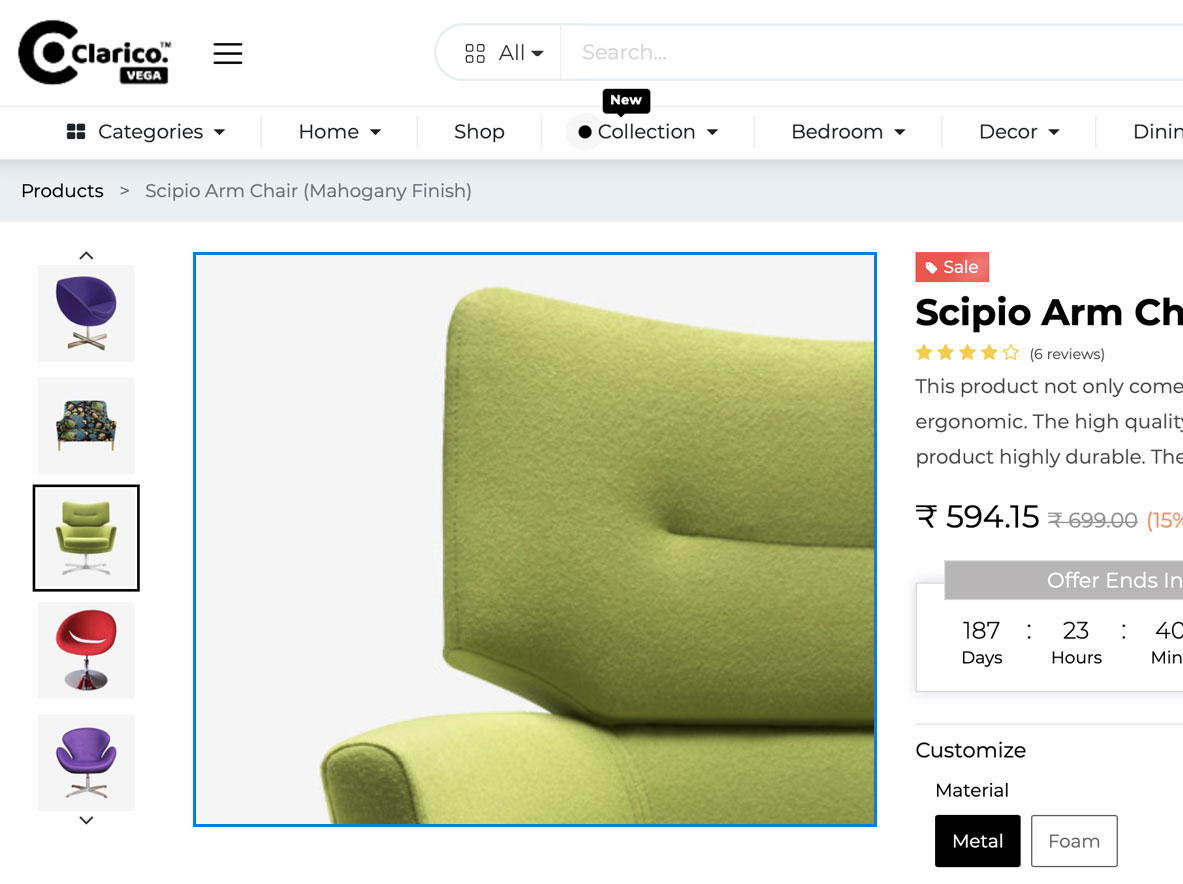 Clarico.™
VEGA
All
Search...
New
Categories
Home
Shop
Collection
Bedroom
Decor
Dinin
Products > Scipio Arm Chair (Mahogany Finish)
Sale
Scipio Arm Ch
(6 reviews)
This product not only come
ergonomic. The high quality
product highly durable. The
₹ 594.15 ₹ 699.00 (15%
Offer Ends In
187 : 23 : 40
Days Hours Min
Customize
Material
Metal Foam